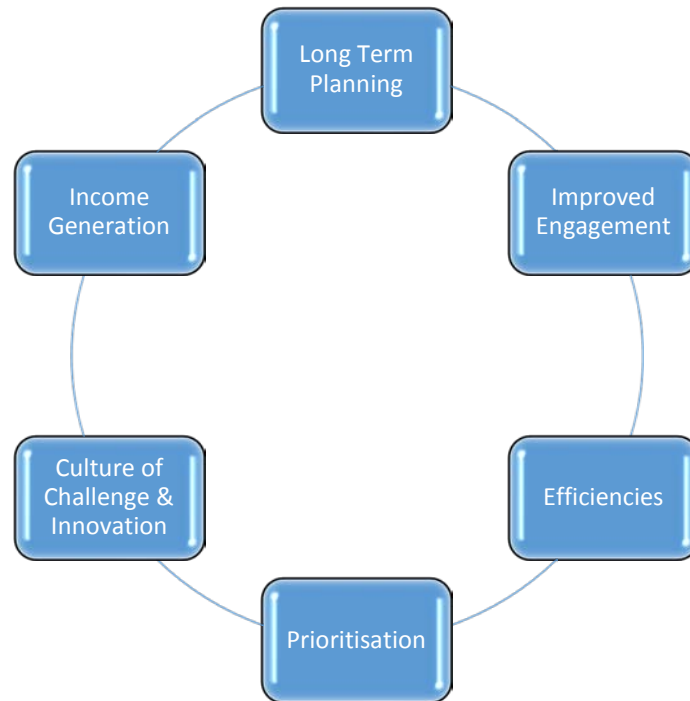 Long Term
Planning
Improved
Engagement
Efficiencies
Prioritisation
Culture of
Challenge &
Innovation
Income
Generation